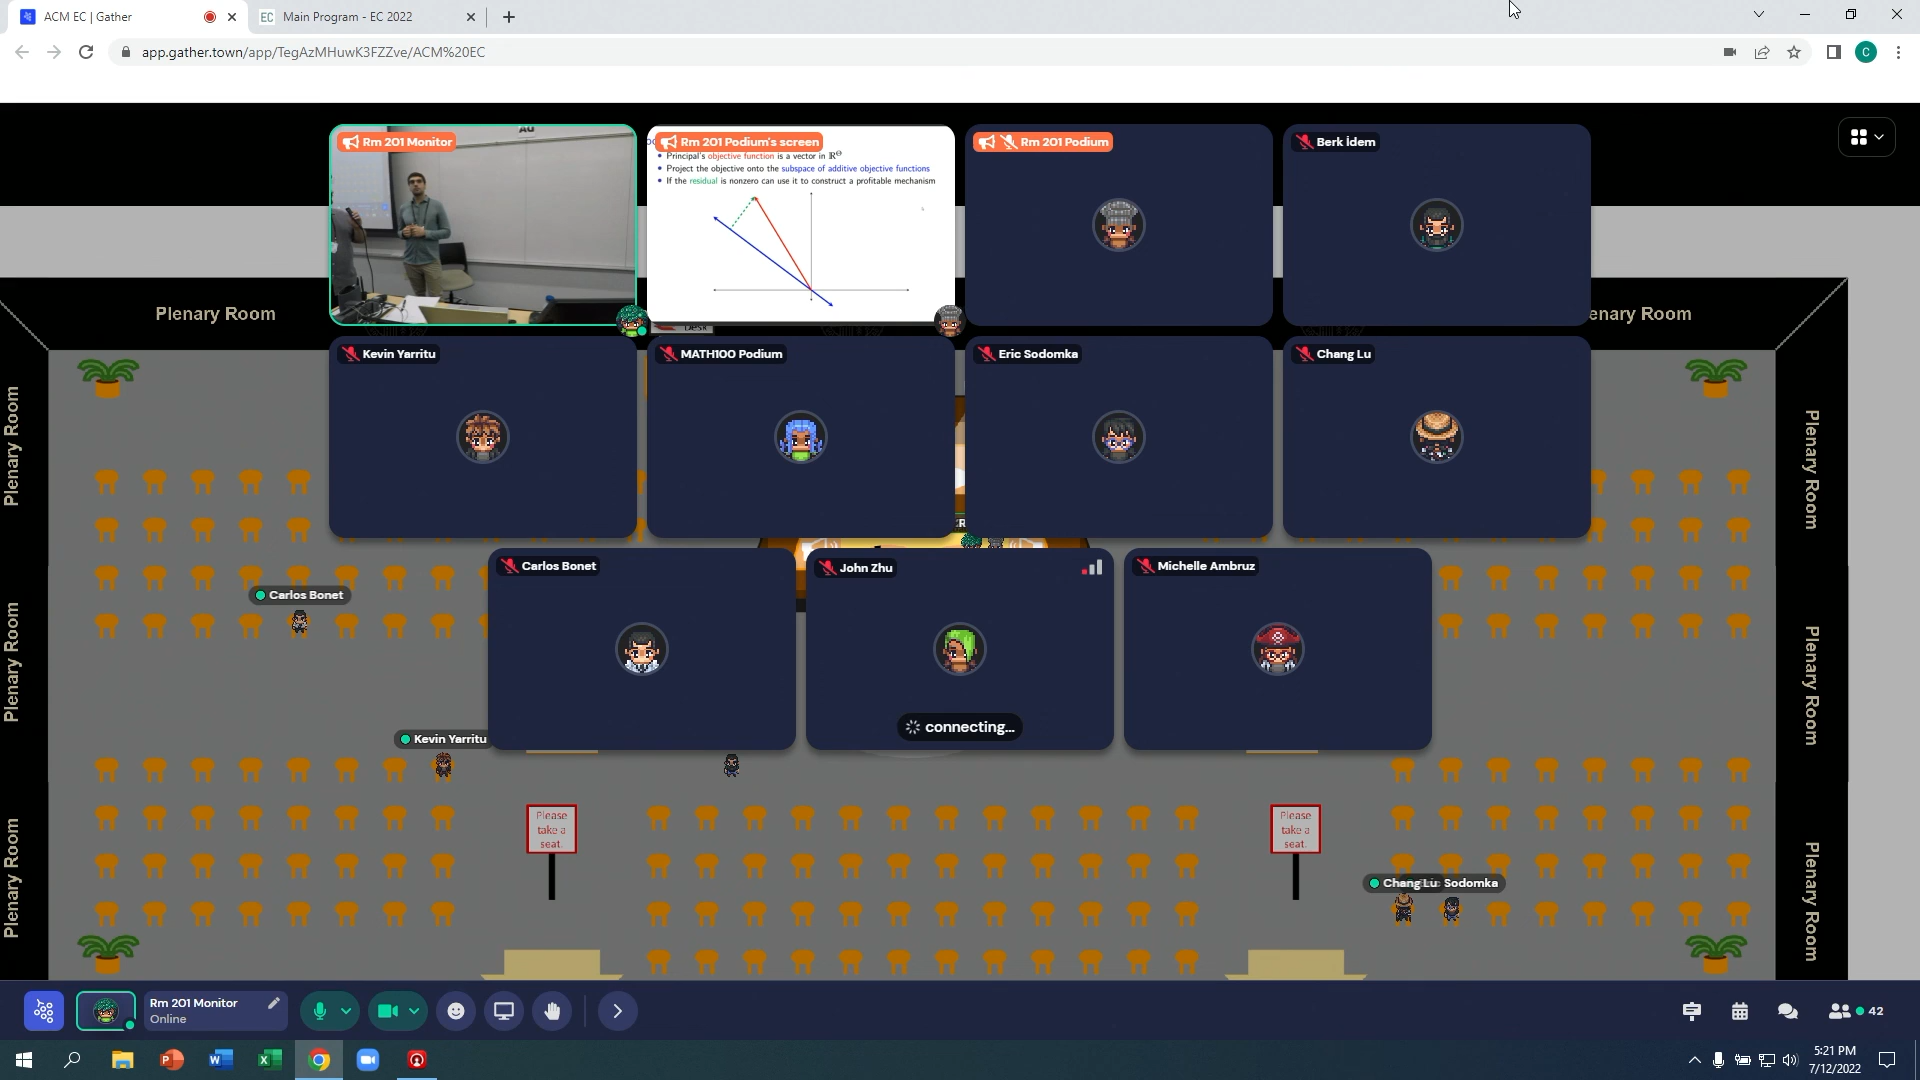 ACM EC | Gather
EC Main Program - EC 2022
app.gather.town/app/TegAzMHuwK3FZZve/ACM%20EC
C
Rm 201 Monitor
Rm 201 Podium's screen
Rm 201 Podium
Berk İdem
• Principal's objective function is a vector in ℝ^Θ
• Project the objective onto the subspace of additive objective functions
• If the residual is nonzero can use it to construct a profitable mechanism
Plenary Room
enary Room
Desk
Kevin Yarritu
MATH100 Podium
Eric Sodomka
Chang Lu
Plenary Room
Plenary Room
Carlos Bonet
John Zhu
Michelle Ambruz
Carlos Bonet
Plenary Room
Plenary Room
connecting...
Kevin Yarritu
Please
take a
seat.
Please
take a
seat.
Plenary Room
Plenary Room
Chang Lu
Sodomka
Rm 201 Monitor
Online
42
5:21 PM
7/12/2022